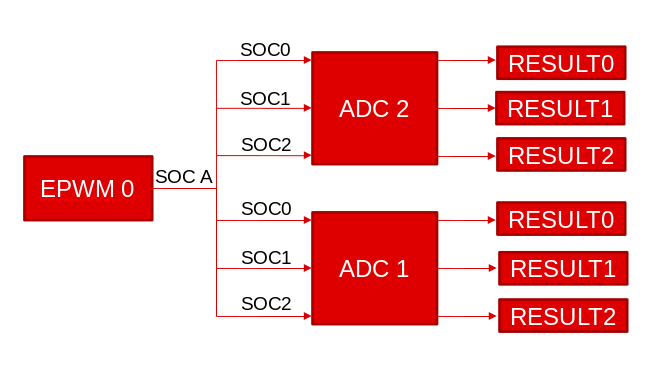 SOC0
SOC1
SOC2
ADC 2
RESULT0
RESULT1
RESULT2
EPWM 0
SOC A
SOC0
SOC1
SOC2
ADC 1
RESULT0
RESULT1
RESULT2